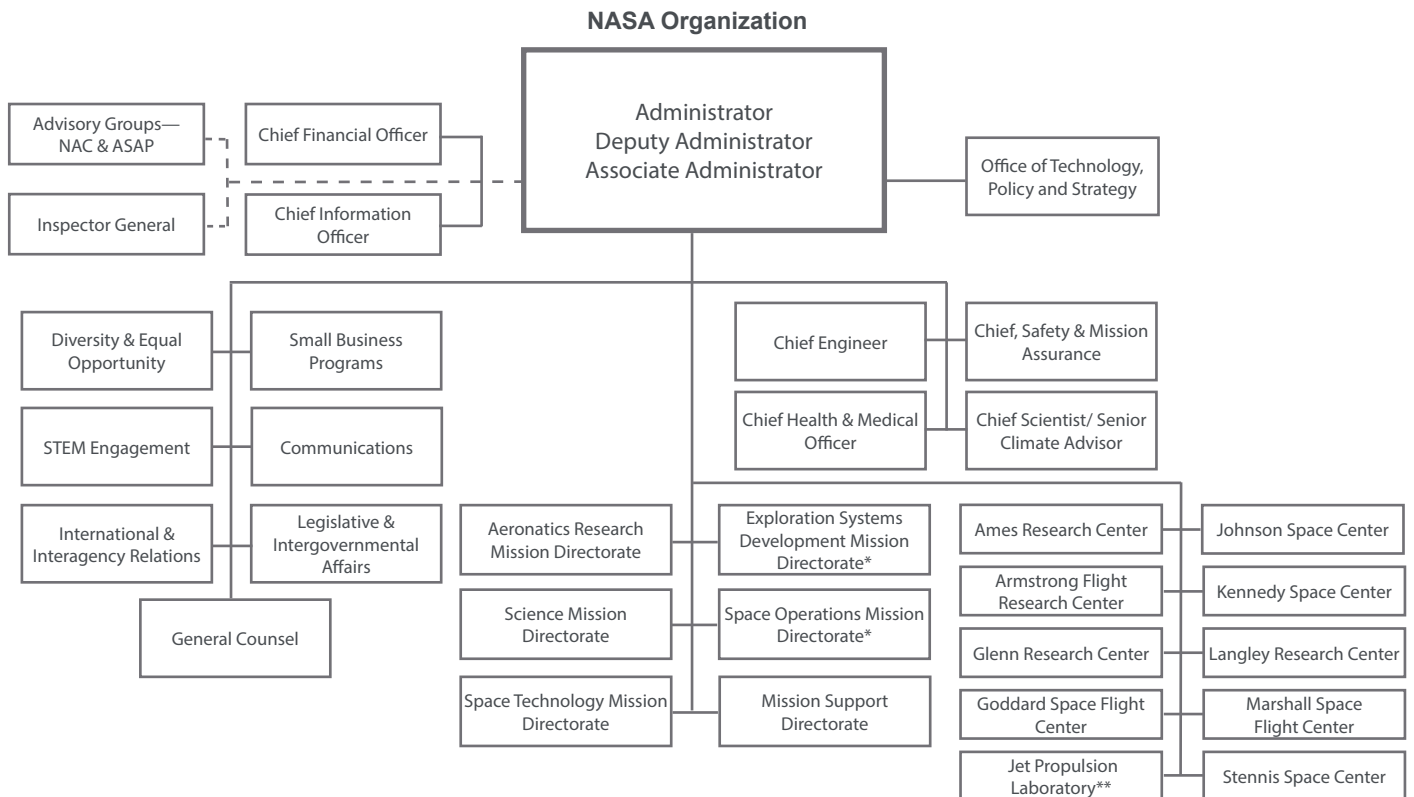 NASA Organization
Administrator
Deputy Administrator
Associate Administrator
Advisory Groups—
NAC & ASAP
Chief Financial Officer
Inspector General
Chief Information
Officer
Office of Technology,
Policy and Strategy
Diversity & Equal
Opportunity
Small Business
Programs
STEM Engagement
Communications
International &
Interagency Relations
Legislative &
Intergovernmental
Affairs
General Counsel
Chief Engineer
Chief, Safety & Mission
Assurance
Chief Health & Medical
Officer
Chief Scientist/ Senior
Climate Advisor
Aeronatics Research
Mission Directorate
Exploration Systems
Development Mission
Directorate*
Science Mission
Directorate
Space Operations Mission
Directorate*
Space Technology Mission
Directorate
Mission Support
Directorate
Ames Research Center
Johnson Space Center
Armstrong Flight
Research Center
Kennedy Space Center
Glenn Research Center
Langley Research Center
Goddard Space Flight
Center
Marshall Space
Flight Center
Jet Propulsion
Laboratory**
Stennis Space Center